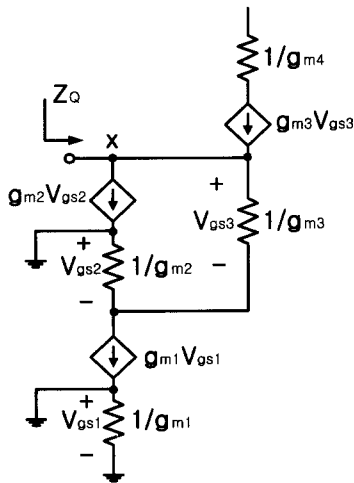 1/gm4
ZQ
gm3Vgs3
x
gm2Vgs2
+
Vgs3
1/gm3
−
+
Vgs2
1/gm2
−
gm1Vgs1
+
Vgs1
1/gm1
−